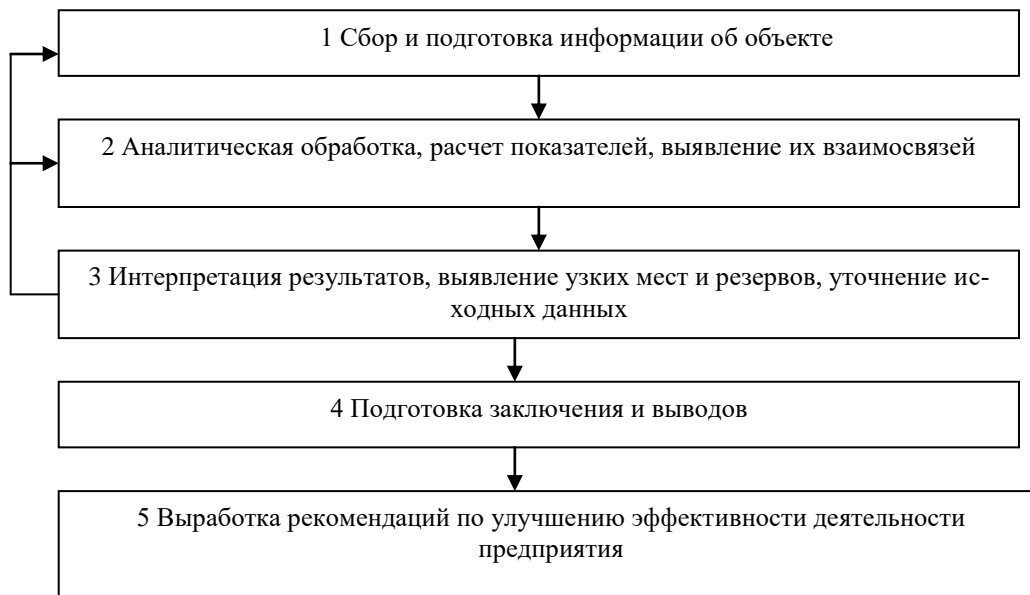 1 Сбор и подготовка информации об объекте
2 Аналитическая обработка, расчет показателей, выявление их взаимосвязей
3 Интерпретация результатов, выявление узких мест и резервов, уточнение ис-
ходных данных
4 Подготовка заключения и выводов
5 Выработка рекомендаций по улучшению эффективности деятельности
предприятия